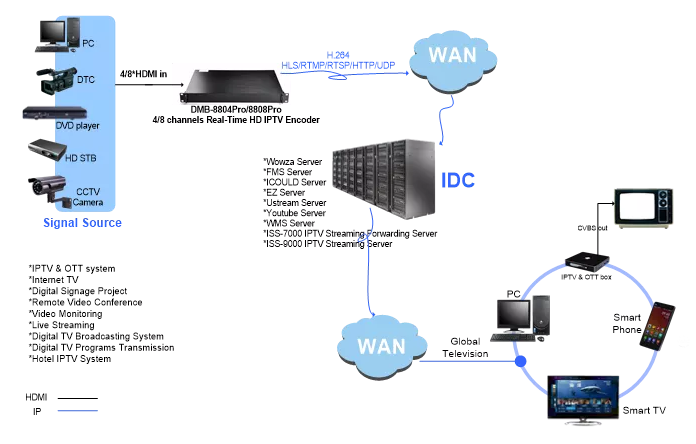 PC
DTC
DVD player
HD STB
CCTV
Camera
Signal Source
4/8*HDMI in
DMB-8804Pro/8808Pro
4/8 channels Real-Time HD IPTV Encoder
H.264
HLS/RTMP/RTSP/HTTP/UDP
WAN
*Wowza Server
*FMS Server
*ICOULD Server
*EZ Server
*Ustream Server
*Youtube Server
*WMS Server
*ISS-7000 IPTV Streaming Forwarding Server
*ISS-9000 IPTV Streaming Server
IDC
*IPTV & OTT system
*Internet TV
*Digital Signage Project
*Remote Video Conference
*Video Monitoring
*Live Streaming
*Digital TV Broadcasting System
*Digital TV Programs Transmission
*Hotel IPTV System
HDMI
IP
WAN
Global
Television
CVBS out
IPTV & OTT box
PC
Smart
Phone
Smart TV